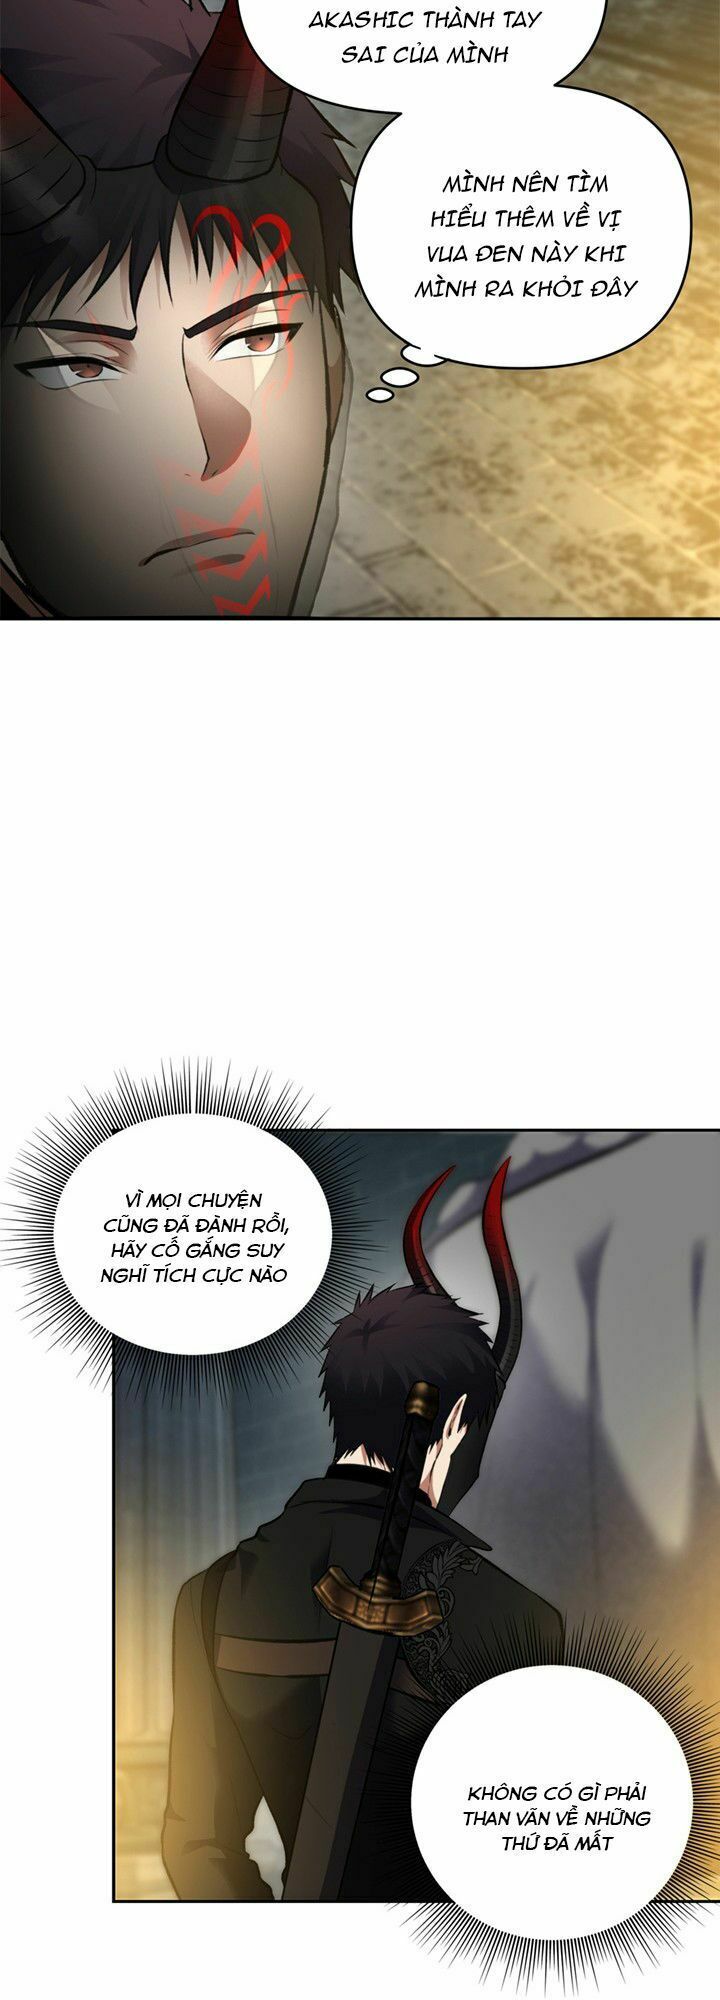 AKASHIC THÀNH TAY
SAI CỦA MÌNH
MÌNH NÊN TÌM
HIỂU THÊM VỀ VỊ
VUA ĐEN NÀY KHI
MÌNH RA KHỎI ĐÂY
VÌ MỌI CHUYỆN
CŨNG ĐÃ ĐÀNH RỒI,
HÃY CỐ GẮNG SUY
NGHĨ TÍCH CỰC NÀO
KHÔNG CÓ GÌ PHẢI
THAN VÃN VỀ NHỮNG
THỨ ĐÃ MẤT